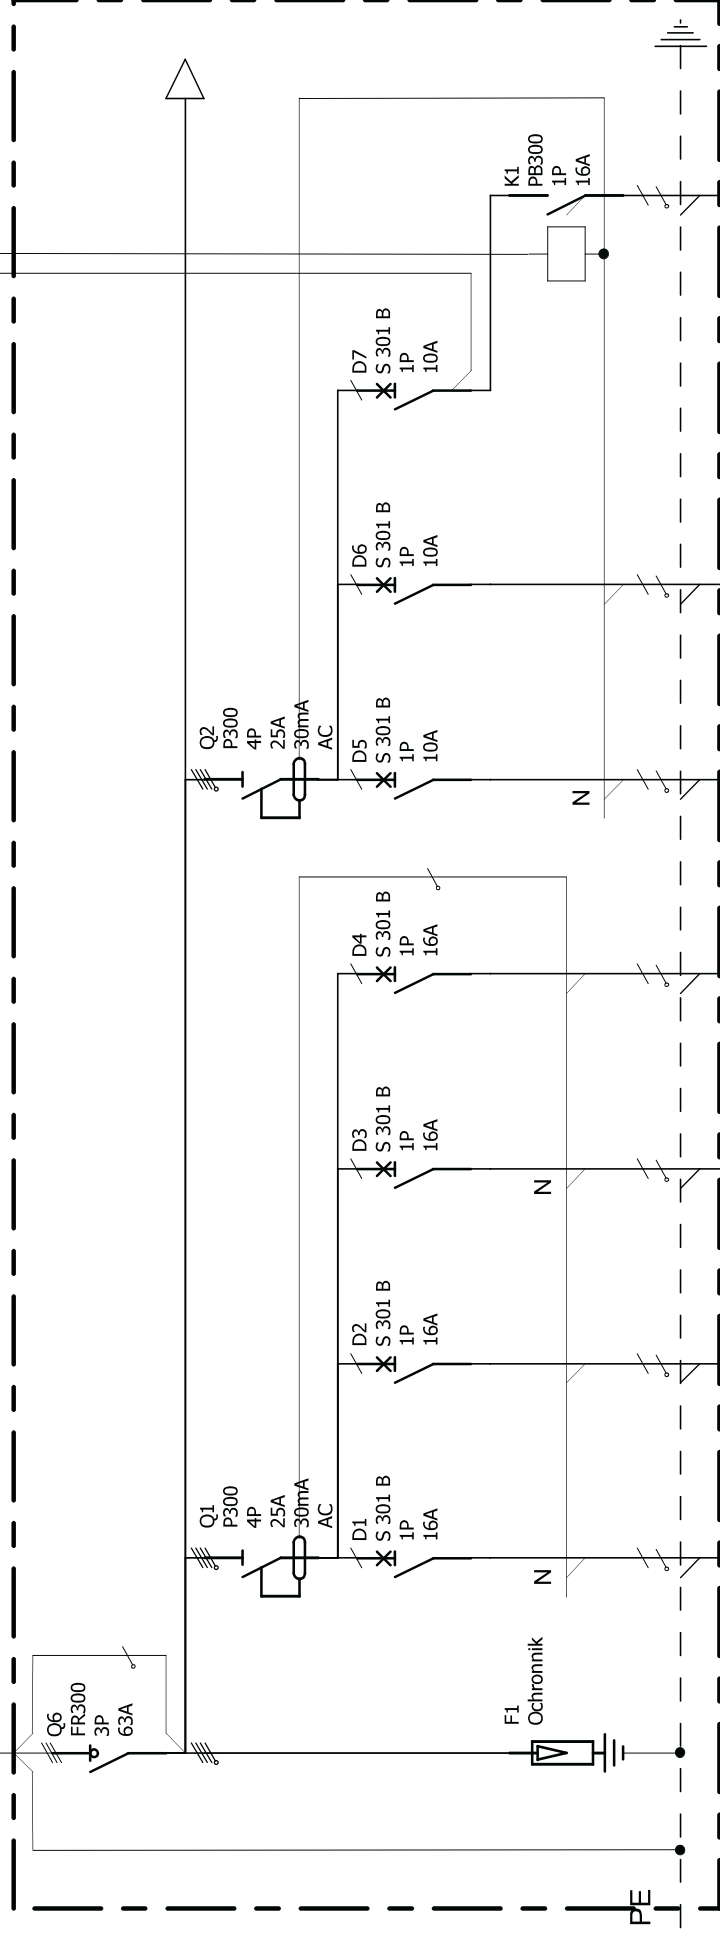 Q6
FR300
3P
63A
F1
Ochronnik
Q1
P300
4P
25A
30mA
AC
D1
S 301 B
1P
16A
N
D2
S 301 B
1P
16A
D3
S 301 B
1P
16A
N
D4
S 301 B
1P
16A
Q2
P300
4P
25A
30mA
AC
D5
S 301 B
1P
10A
N
D6
S 301 B
1P
10A
D7
S 301 B
1P
10A
K1
PB300
1P
16A
PE